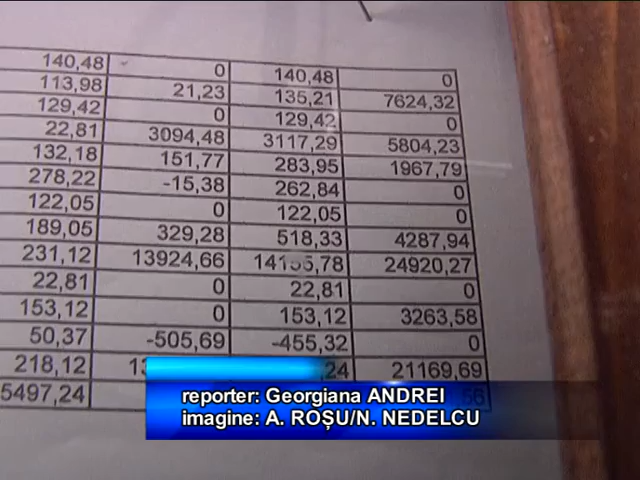 140,48 0 140,48 0
113,98 21,23 135,21 7624,32
129,42 0 129,42 0
22,81 3094,48 3117,29 5804,23
132,18 151,77 283,95 1967,79
278,22 -15,38 262,84 0
122,05 0 122,05 0
189,05 329,28 518,33 4287,94
231,12 13924,66 14155,78 24920,27
22,81 0 22,81 0
153,12 0 153,12 3263,58
50,37 -505,69 -455,32 0
218,12 21169,69
5497,24
reporter: Georgiana ANDREI
imagine: A. ROȘU/N. NEDELCU